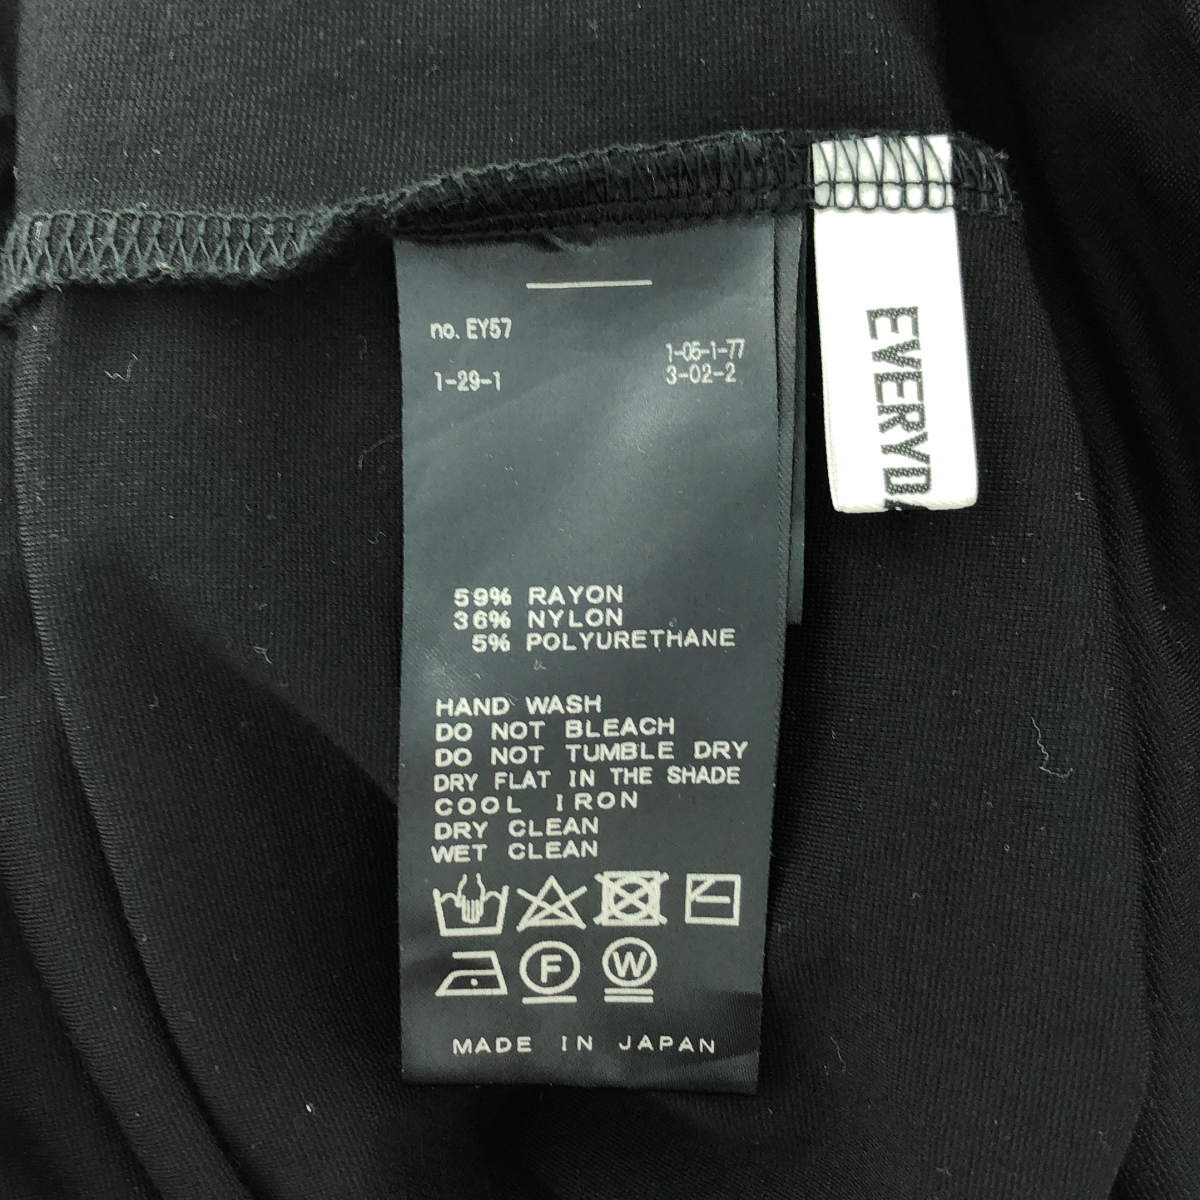 no. EY57
1-05-1-77
1-29-1
3-02-2
59% RAYON
36% NYLON
5% POLYURETHANE
HAND WASH
DO NOT BLEACH
DO NOT TUMBLE DRY
DRY FLAT IN THE SHADE
COOL IRON
DRY CLEAN
WET CLEAN
F W
MADE IN JAPAN
EVERYD